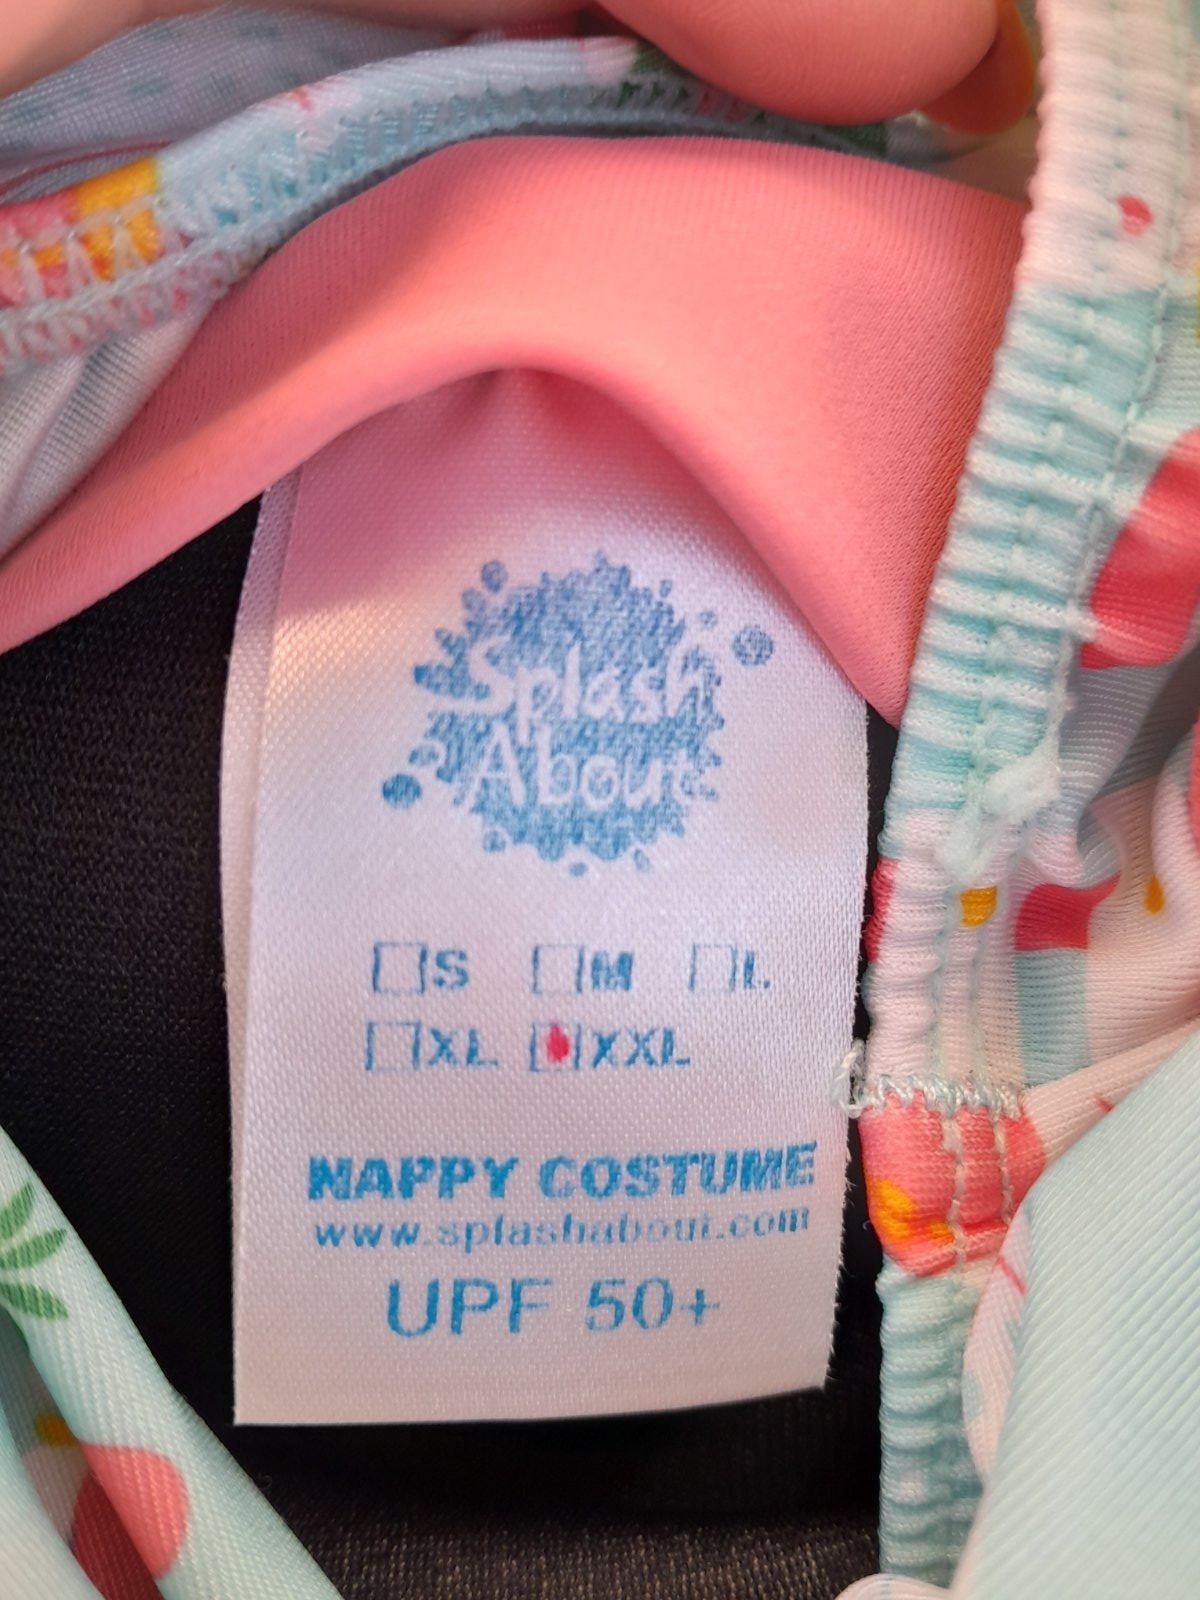 Splash
About
S M L
XL XXL
NAPPY COSTUME
www.splashabout.com
UPF 50+